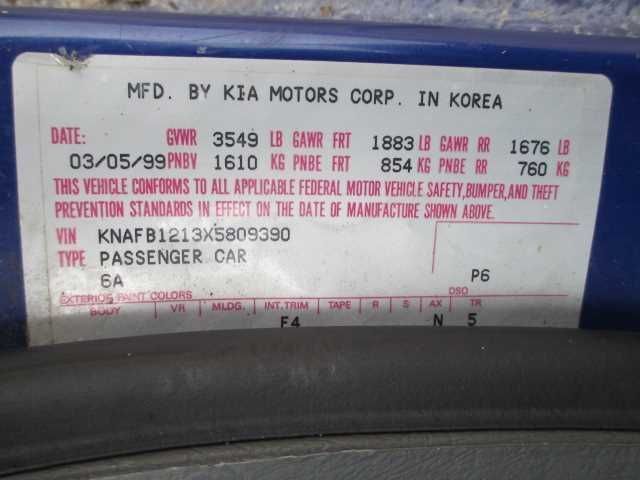 MFD. BY KIA MOTORS CORP. IN KOREA
DATE: GVWR 3549 LB GAWR FRT 1883 LB GAWR RR 1676 LB
03/05/99 PNBV 1610 KG PNBE FRT 854 KG PNBE RR 760 KG
THIS VEHICLE CONFORMS TO ALL APPLICABLE FEDERAL MOTOR VEHICLE SAFETY,BUMPER,AND THEFT
PREVENTION STANDARDS IN EFFECT ON THE DATE OF MANUFACTURE SHOWN ABOVE.
VIN KNAFB1213X5809390
TYPE PASSENGER CAR
6A P6
EXTERIOR PAINT COLORS DSO
BODY VR MLDG. INT.TRIM TAPE R S AX TR
F4 N 5